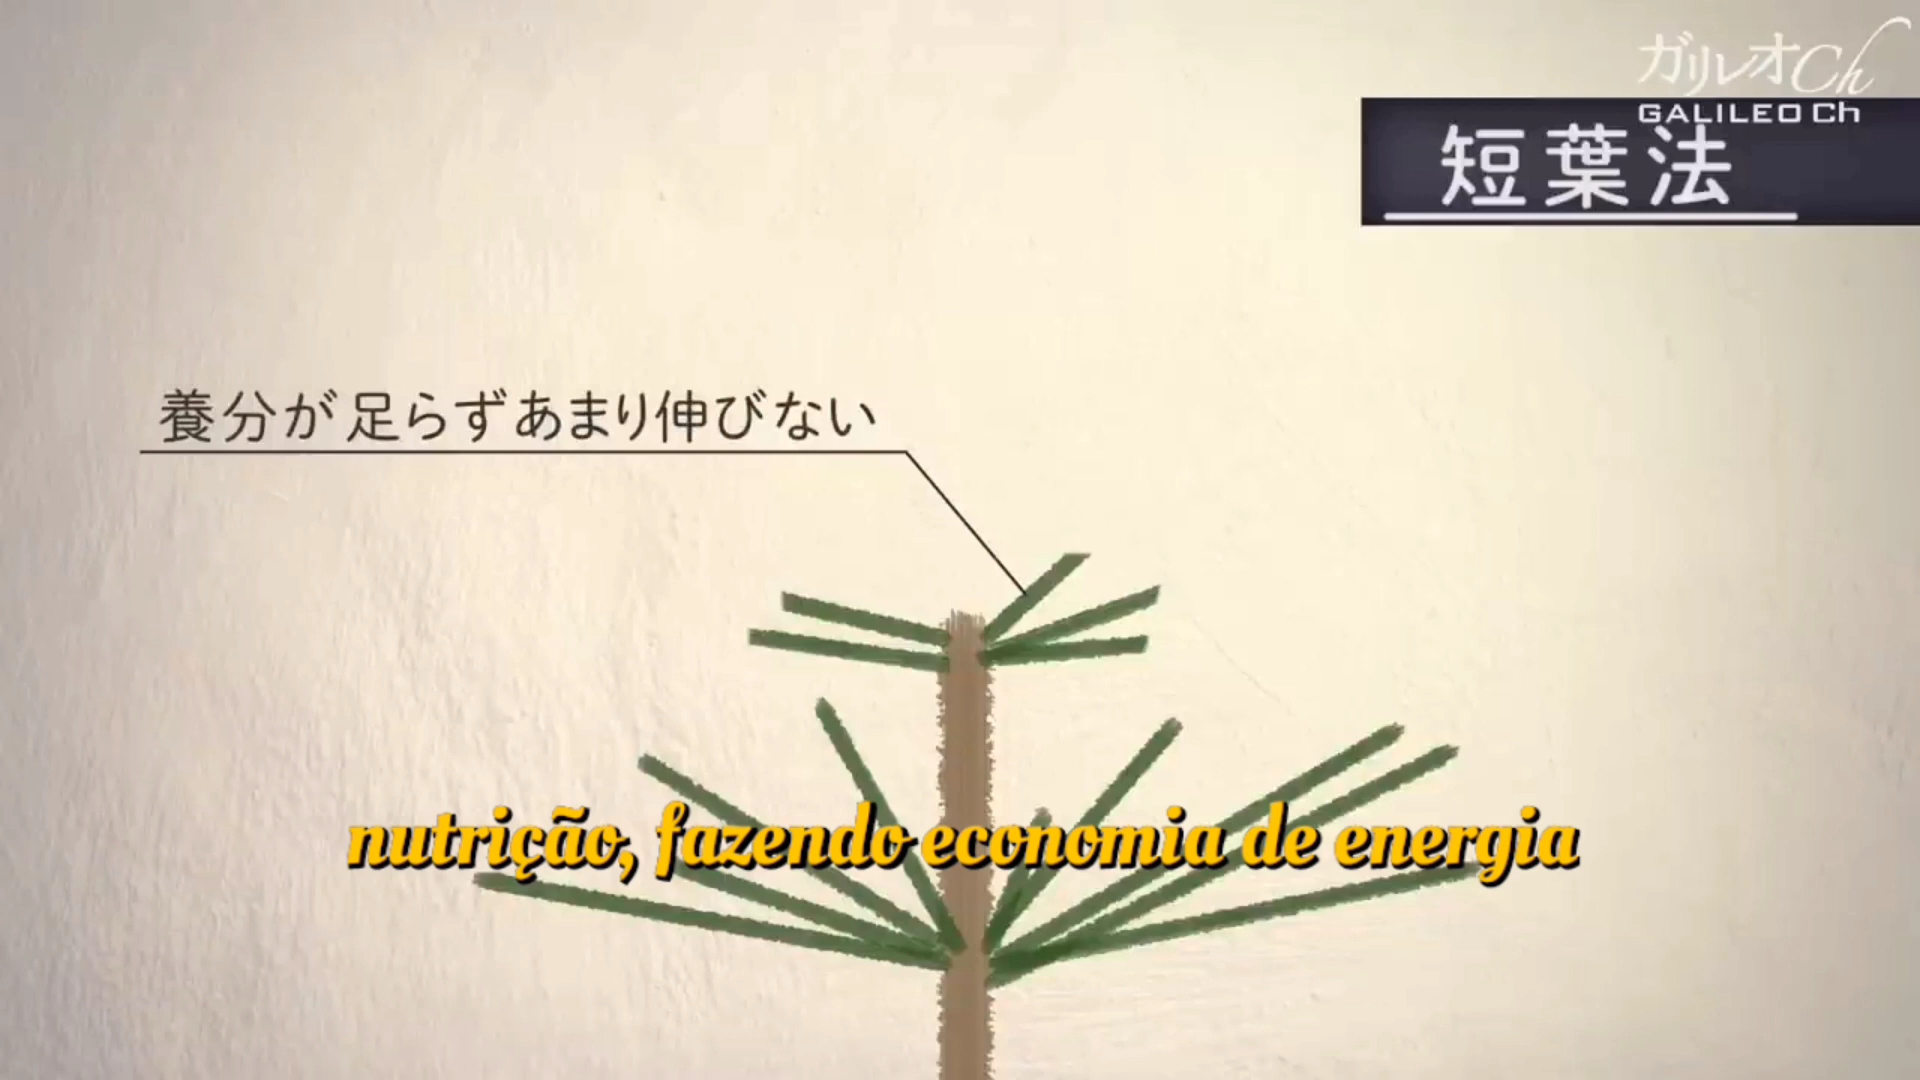 ガリレオCh
GALILEO Ch
短葉法
養分が足らずあまり伸びない
nutrição, fazendo economia de energia